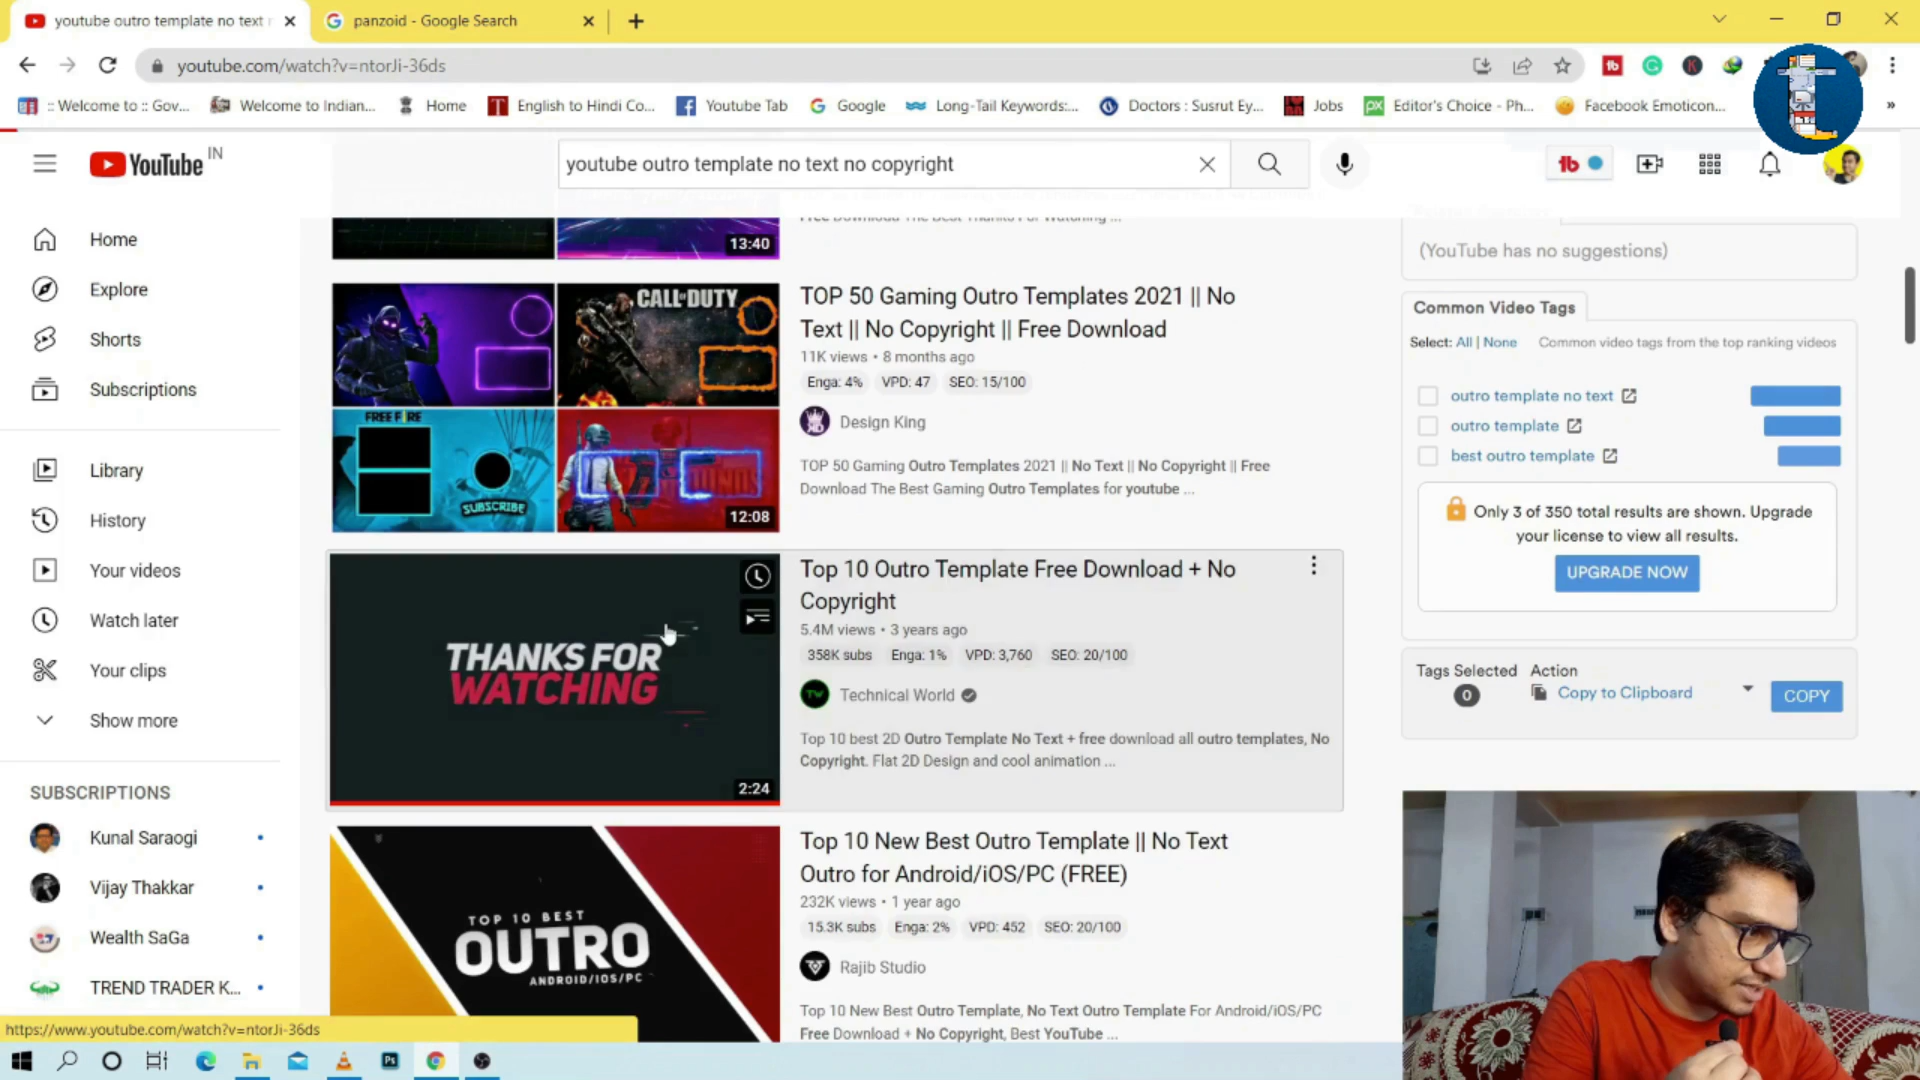 youtube outro template no text n
panzoid - Google Search
youtube.com/watch?v=ntorJi-36ds
:: Welcome to :: Gov...
Welcome to Indian...
Home
English to Hindi Co...
Youtube Tab
Google
Long-Tail Keywords:...
Doctors : Susrut Ey...
Jobs
Editor's Choice - Ph...
Facebook Emoticon...
»
YouTube IN
youtube outro template no text no copyright
Home
Explore
Shorts
Subscriptions
Library
History
Your videos
Watch later
Your clips
Show more
SUBSCRIPTIONS
Kunal Saraogi
Vijay Thakkar
Wealth SaGa
TREND TRADER K...
13:40
CALL OF DUTY
FREE FIRE
SUBSCRIBE
12:08
TOP 50 Gaming Outro Templates 2021 || No
Text || No Copyright || Free Download
11K views • 8 months ago
Enga: 4% VPD: 47 SEO: 15/100
Design King
TOP 50 Gaming Outro Templates 2021 || No Text || No Copyright || Free
Download The Best Gaming Outro Templates for youtube ...
THANKS FOR
WATCHING
2:24
Top 10 Outro Template Free Download + No
Copyright
5.4M views • 3 years ago
358K subs Enga: 1% VPD: 3,760 SEO: 20/100
TW
Technical World
Top 10 best 2D Outro Template No Text + free download all outro templates, No
Copyright. Flat 2D Design and cool animation ...
TOP 10 BEST
OUTRO
ANDROID/IOS/PC
Top 10 New Best Outro Template || No Text
Outro for Android/iOS/PC (FREE)
232K views • 1 year ago
15.3K subs Enga: 2% VPD: 452 SEO: 20/100
Rajib Studio
Top 10 New Best Outro Template, No Text Outro Template For Android/iOS/PC
Free Download + No Copyright, Best YouTube ...
(YouTube has no suggestions)
Common Video Tags
Select: All | None Common video tags from the top ranking videos
outro template no text
outro template
best outro template
Only 3 of 350 total results are shown. Upgrade
your license to view all results.
UPGRADE NOW
Tags Selected Action
0 Copy to Clipboard
COPY
https://www.youtube.com/watch?v=ntorJi-36ds